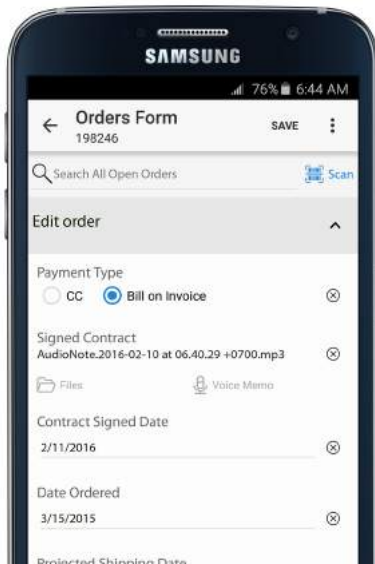 SAMSUNG
76% 6:44 AM
Orders Form
198246
SAVE
Search All Open Orders
Scan
Edit order
Payment Type
CC Bill on Invoice
Signed Contract
AudioNote.2016-02-10 at 06.40.29 +0700.mp3
Files Voice Memo
Contract Signed Date
2/11/2016
Date Ordered
3/15/2015
Projected Shipping Date